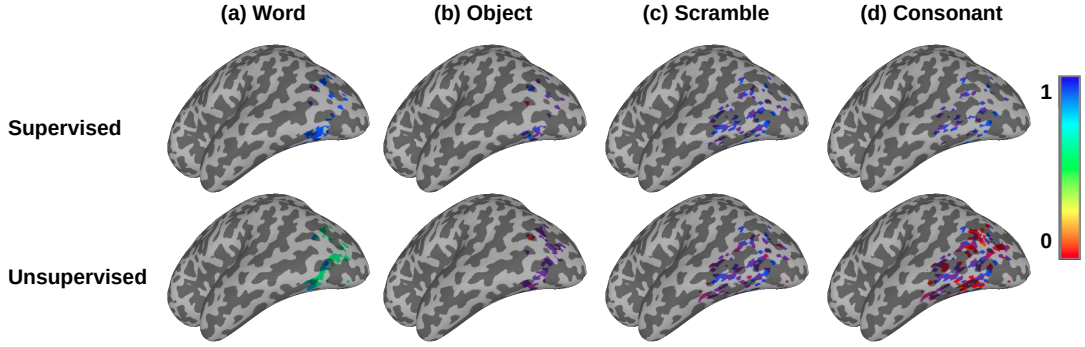 (a) Word (b) Object (c) Scramble (d) Consonant
Supervised
1
Unsupervised
0